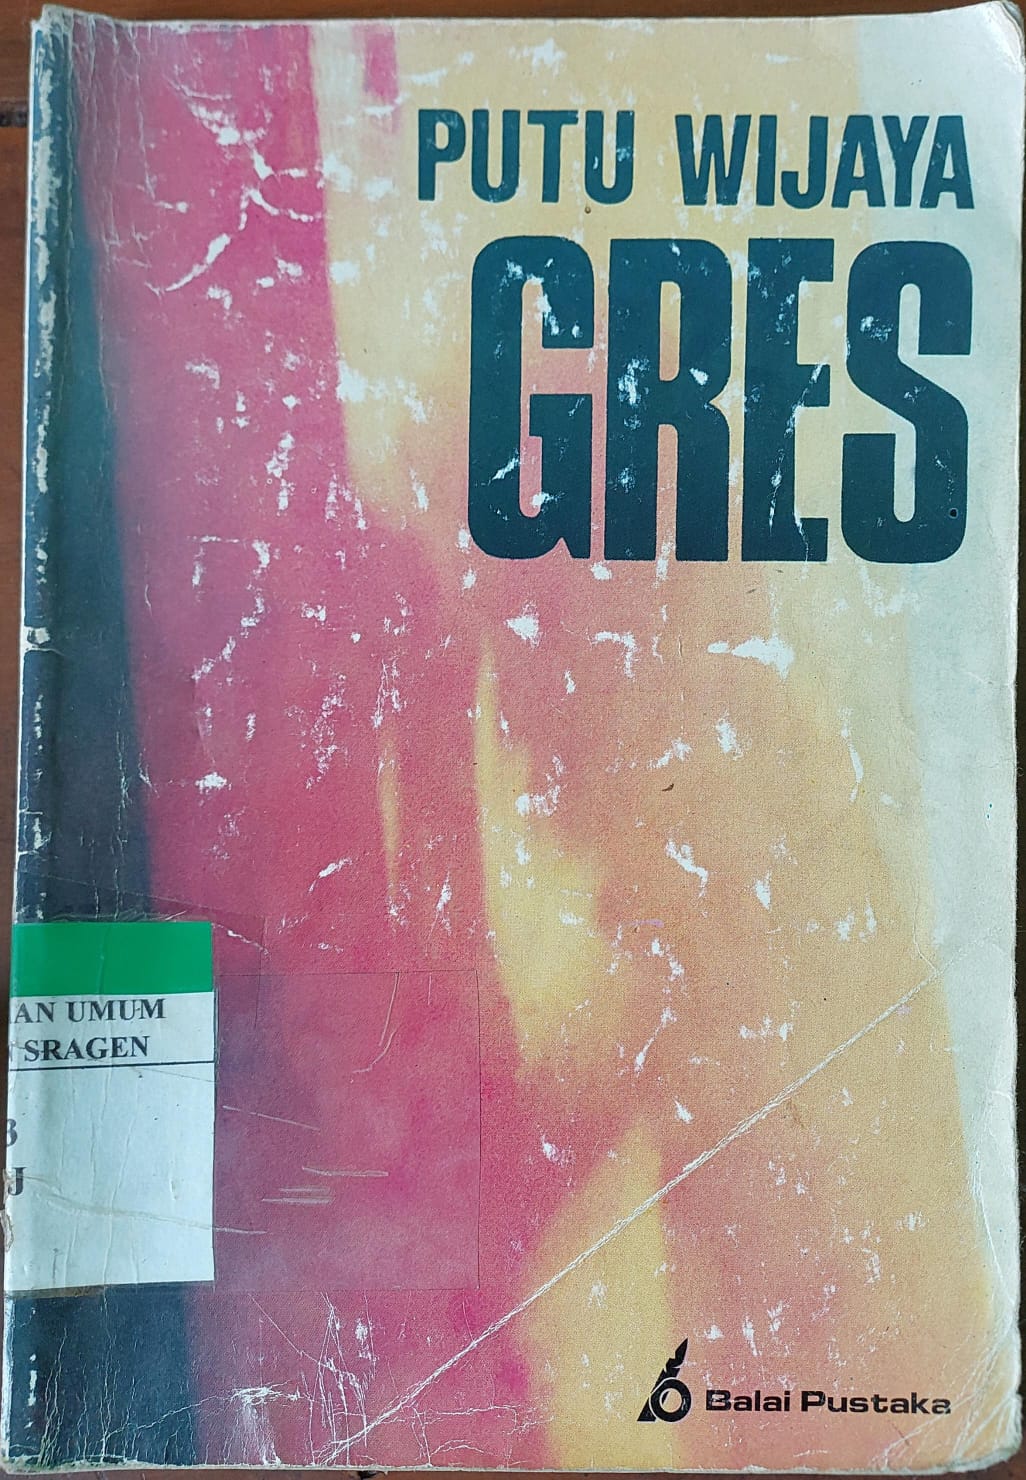 PUTU WIJAYA
GRES
AN UMUM
SRAGEN
J
Balai Pustaka